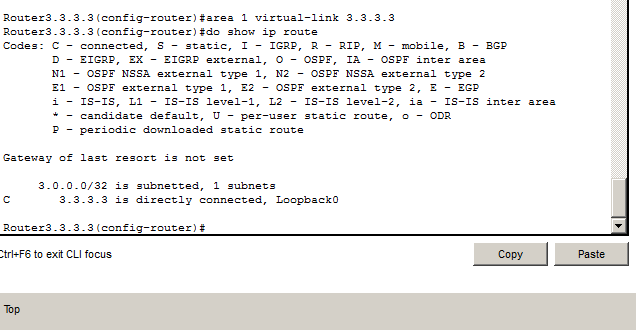 Router3.3.3.3(config-router)#area 1 virtual-link 3.3.3.3
Router3.3.3.3(config-router)#do show ip route
Codes: C - connected, S - static, I - IGRP, R - RIP, M - mobile, B - BGP
D - EIGRP, EX - EIGRP external, O - OSPF, IA - OSPF inter area
N1 - OSPF NSSA external type 1, N2 - OSPF NSSA external type 2
E1 - OSPF external type 1, E2 - OSPF external type 2, E - EGP
i - IS-IS, L1 - IS-IS level-1, L2 - IS-IS level-2, ia - IS-IS inter area
* - candidate default, U - per-user static route, o - ODR
P - periodic downloaded static route
Gateway of last resort is not set
3.0.0.0/32 is subnetted, 1 subnets
C 3.3.3.3 is directly connected, Loopback0
Router3.3.3.3(config-router)#
Ctrl+F6 to exit CLI focus
Copy
Paste
Top